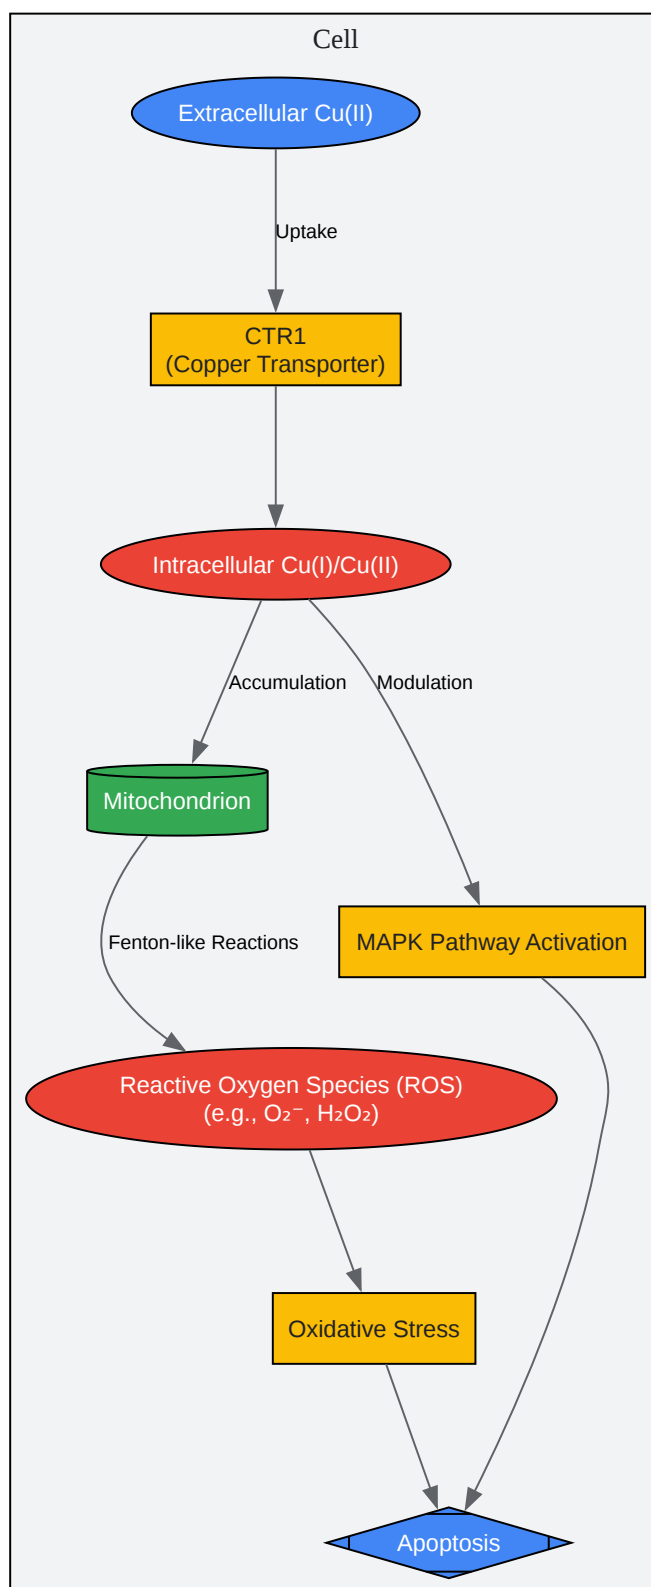 Cell
Extracellular Cu(II)
Uptake
CTR1
(Copper Transporter)
Intracellular Cu(I)/Cu(II)
Accumulation
Modulation
Mitochondrion
Fenton-like Reactions
MAPK Pathway Activation
Reactive Oxygen Species (ROS)
(e.g., O₂⁻, H₂O₂)
Oxidative Stress
Apoptosis